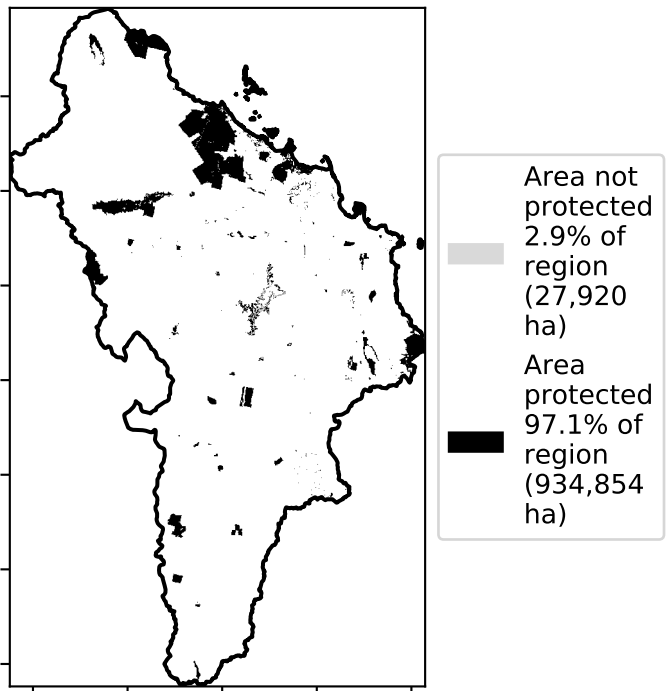 Area not
protected
2.9% of
region
(27,920
ha)
Area
protected
97.1% of
region
(934,854
ha)